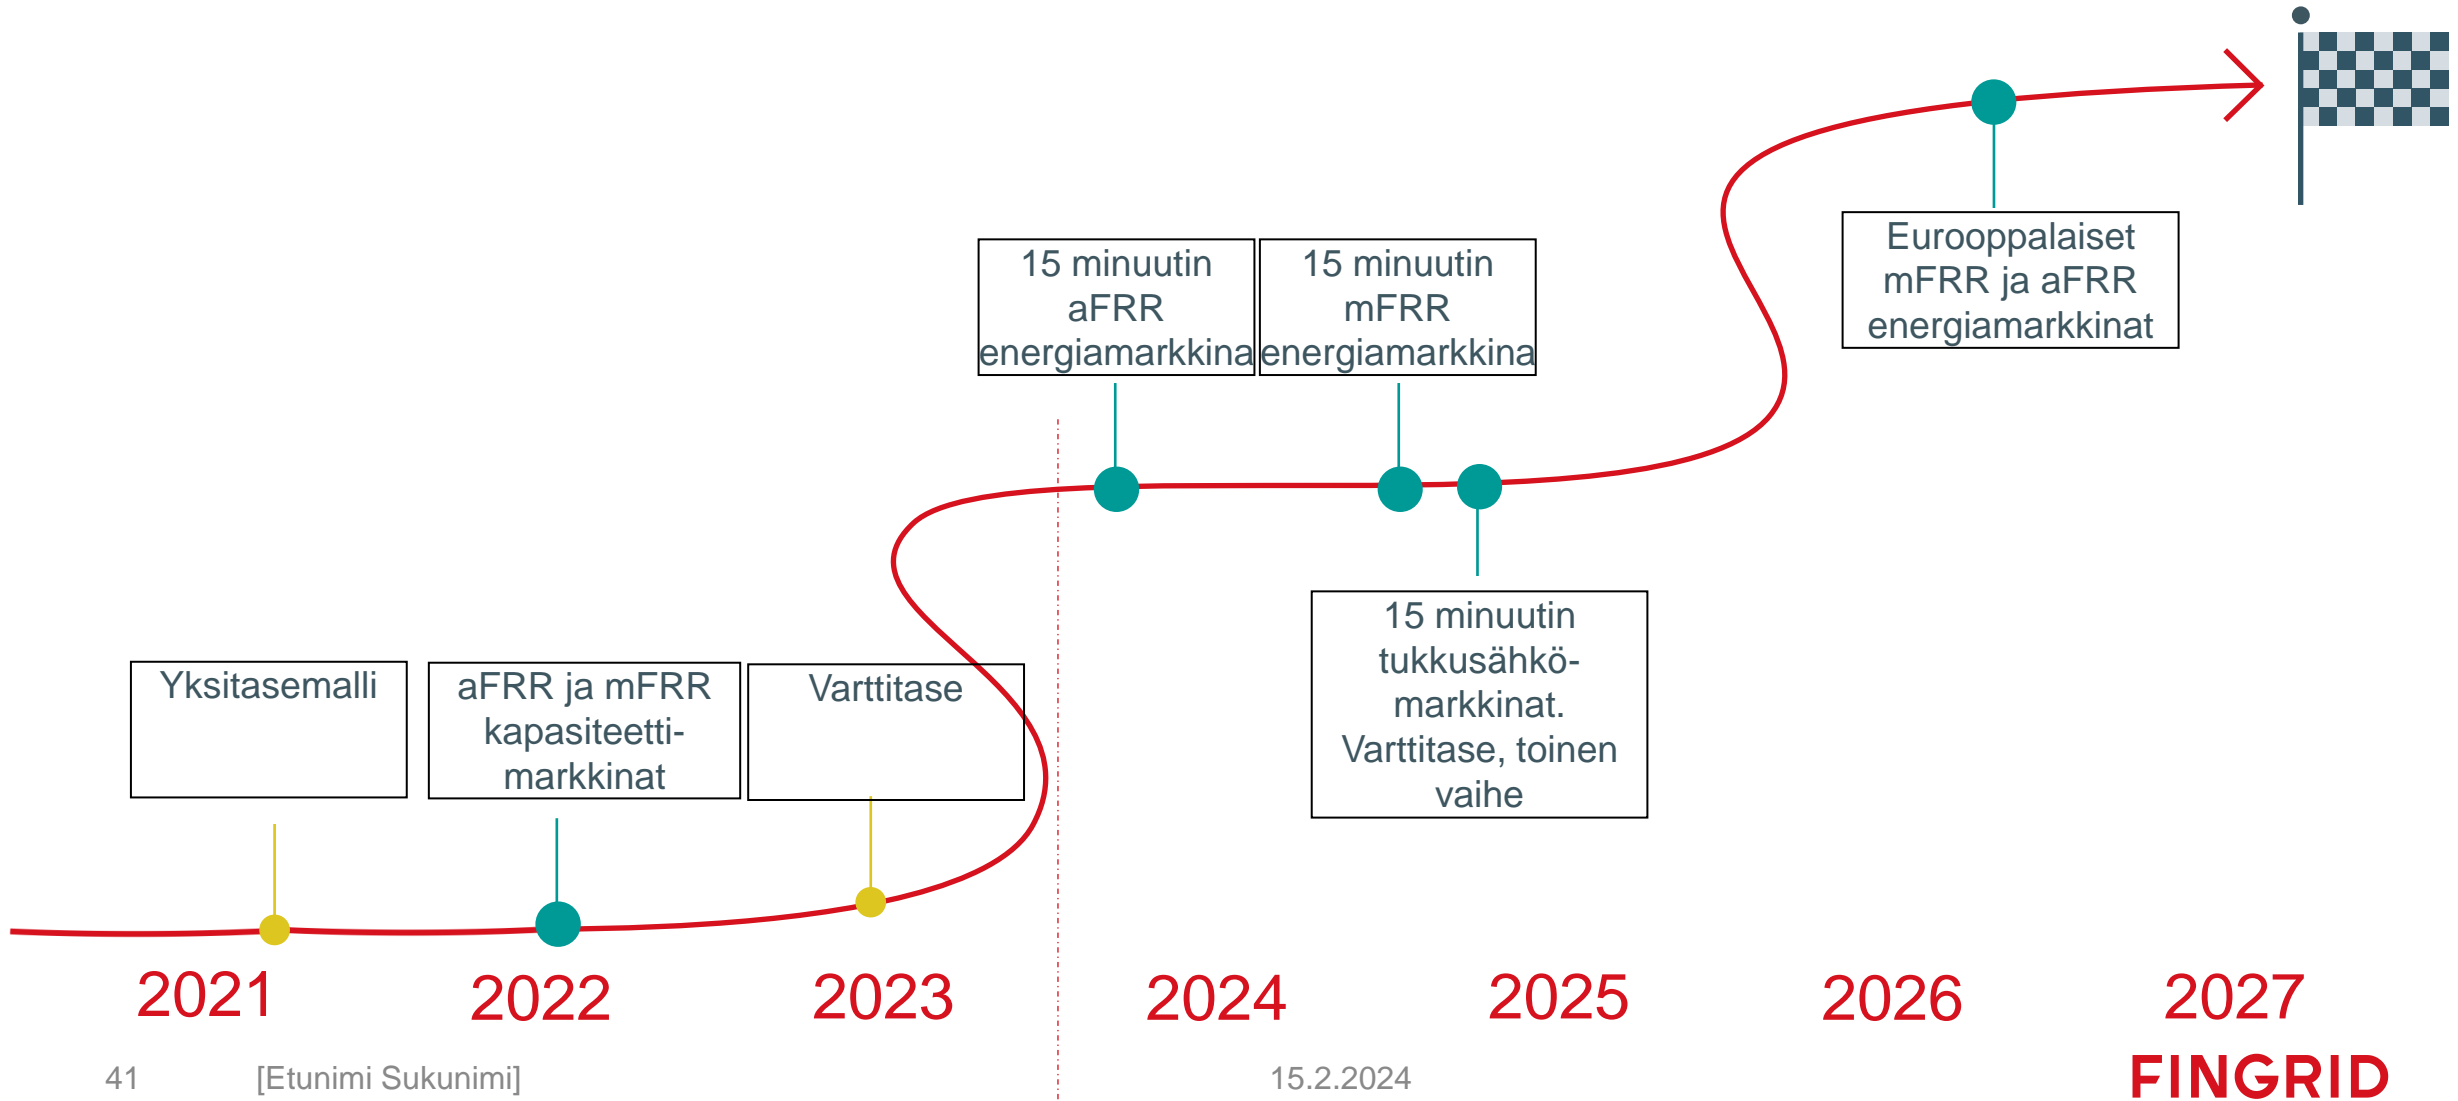 15 minuutin
aFRR
energiamarkkina
15 minuutin
mFRR
energiamarkkina
Eurooppalaiset
mFRR ja aFRR
energiamarkkinat
Yksitasemalli
aFRR ja mFRR
kapasiteetti-
markkinat
Varttitase
15 minuutin
tukkusähkö-
markkinat.
Varttitase, toinen
vaihe
2021
2022
2023
2024
2025
2026
2027
41
[Etunimi Sukunimi]
15.2.2024
FINGRID